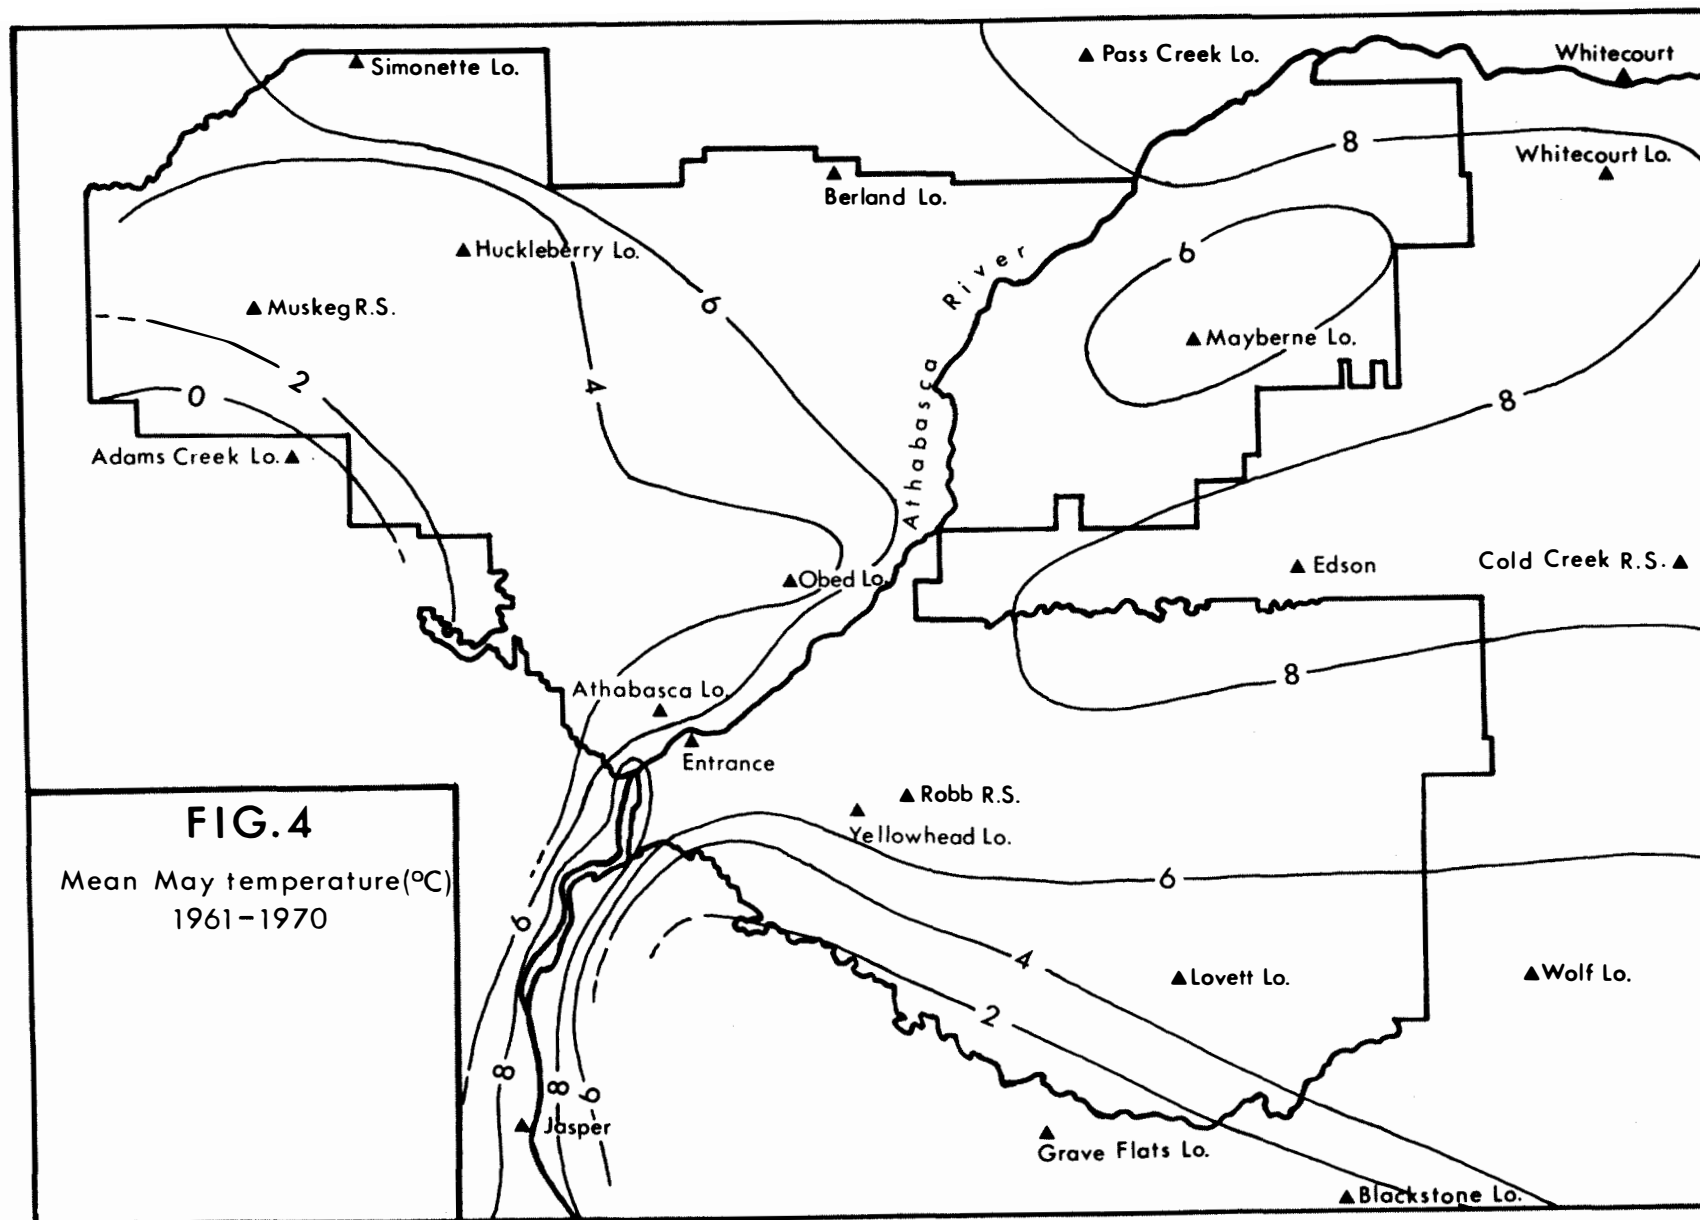 ▲ Pass Creek Lo.
Whitecourt
▲ Simonette Lo.
8
Whitecourt Lo.
Berland Lo.
▲ Huckleberry Lo.
6
River
▲ Muskeg R.S.
6
▲ Mayberne Lo.
2
4
0
8
Athabasca
Adams Creek Lo. ▲
▲ Obed Lo.
▲ Edson
Cold Creek R.S. ▲
8
Athabasca Lo.
Entrance
▲ Robb R.S.
Yellowhead Lo.
FIG.4
Mean May temperature(°C)
1961-1970
6
6
4
▲ Lovett Lo.
▲ Wolf Lo.
2
8
8
6
▲ Jasper
Grave Flats Lo.
▲ Blackstone Lo.